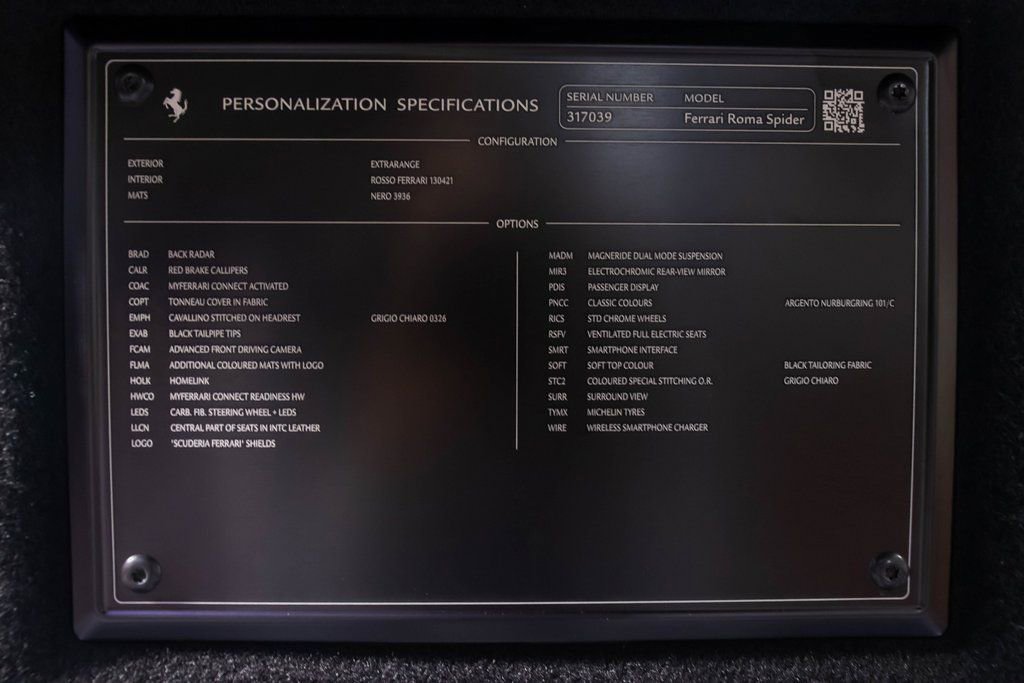 PERSONALIZATION SPECIFICATIONS
SERIAL NUMBER MODEL
317039 Ferrari Roma Spider
CONFIGURATION
EXTERIOR EXTRARANGE
INTERIOR ROSSO FERRARI 130421
MATS NERO 3936
OPTIONS
BRAD BACK RADAR
CALR RED BRAKE CALLIPERS
COAC MYFERRARI CONNECT ACTIVATED
COPT TONNEAU COVER IN FABRIC
EMPH CAVALLINO STITCHED ON HEADREST GRIGIO CHIARO 0326
EXAB BLACK TAILPIPE TIPS
FCAM ADVANCED FRONT DRIVING CAMERA
FLMA ADDITIONAL COLOURED MATS WITH LOGO
HOLK HOMELINK
HWCO MYFERRARI CONNECT READINESS HW
LEDS CARB. FIB. STEERING WHEEL + LEDS
LLCN CENTRAL PART OF SEATS IN INTC LEATHER
LOGO "SCUDERIA FERRARI" SHIELDS
MADM MAGNERIDE DUAL MODE SUSPENSION
MIR3 ELECTROCHROMIC REAR-VIEW MIRROR
PDIS PASSENGER DISPLAY
PNCC CLASSIC COLOURS ARGENTO NURBURGRING 101/C
RICS STD CHROME WHEELS
RSFV VENTILATED FULL ELECTRIC SEATS
SMRT SMARTPHONE INTERFACE
SOFT SOFT TOP COLOUR BLACK TAILORING FABRIC
STC2 COLOURED SPECIAL STITCHING O.R. GRIGIO CHIARO
SURR SURROUND VIEW
TYMX MICHELIN TYRES
WIRE WIRELESS SMARTPHONE CHARGER